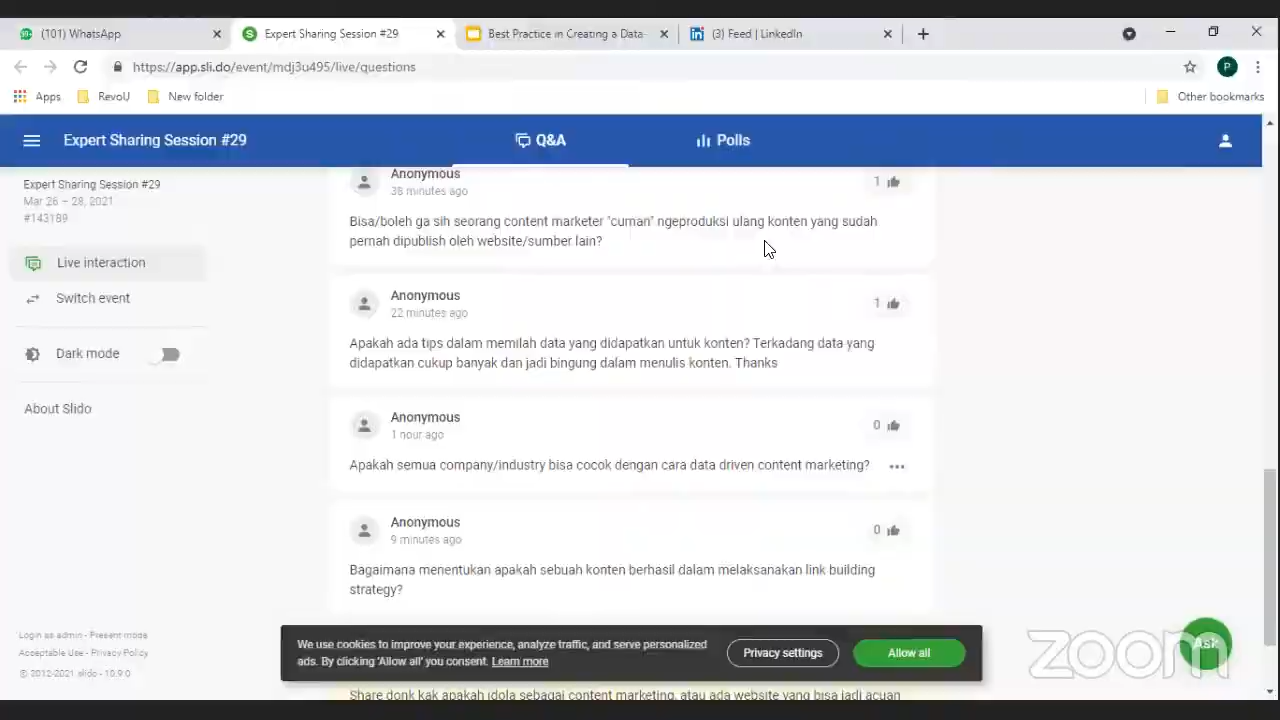 (101) WhatsApp
Expert Sharing Session #29
Best Practice in Creating a Data-
(3) Feed | LinkedIn
https://app.sli.do/event/mdj3u495/live/questions
P
Apps
RevoU
New folder
Other bookmarks
Expert Sharing Session #29
Q&A
Polls
Expert Sharing Session #29
Mar 26 – 28, 2021
#143189
Live interaction
Switch event
Dark mode
About Slido
Anonymous
38 minutes ago
1
Bisa/boleh ga sih seorang content marketer "cuman" ngeproduksi ulang konten yang sudah
pernah dipublish oleh website/sumber lain?
Anonymous
22 minutes ago
1
Apakah ada tips dalam memilah data yang didapatkan untuk konten? Terkadang data yang
didapatkan cukup banyak dan jadi bingung dalam menulis konten. Thanks
Anonymous
1 hour ago
0
Apakah semua company/industry bisa cocok dengan cara data driven content marketing?
Anonymous
9 minutes ago
0
Bagaimana menentukan apakah sebuah konten berhasil dalam melaksanakan link building
strategy?
Login as admin - Present mode
Acceptable Use - Privacy Policy
© 2012-2021 slido - 10.9.0
We use cookies to improve your experience, analyze traffic, and serve personalized
ads. By clicking 'Allow all' you consent. Learn more
Privacy settings
Allow all
Ask
zoom
Share donk kak apakah idola sebagai content marketing, atau ada website yang bisa jadi acuan